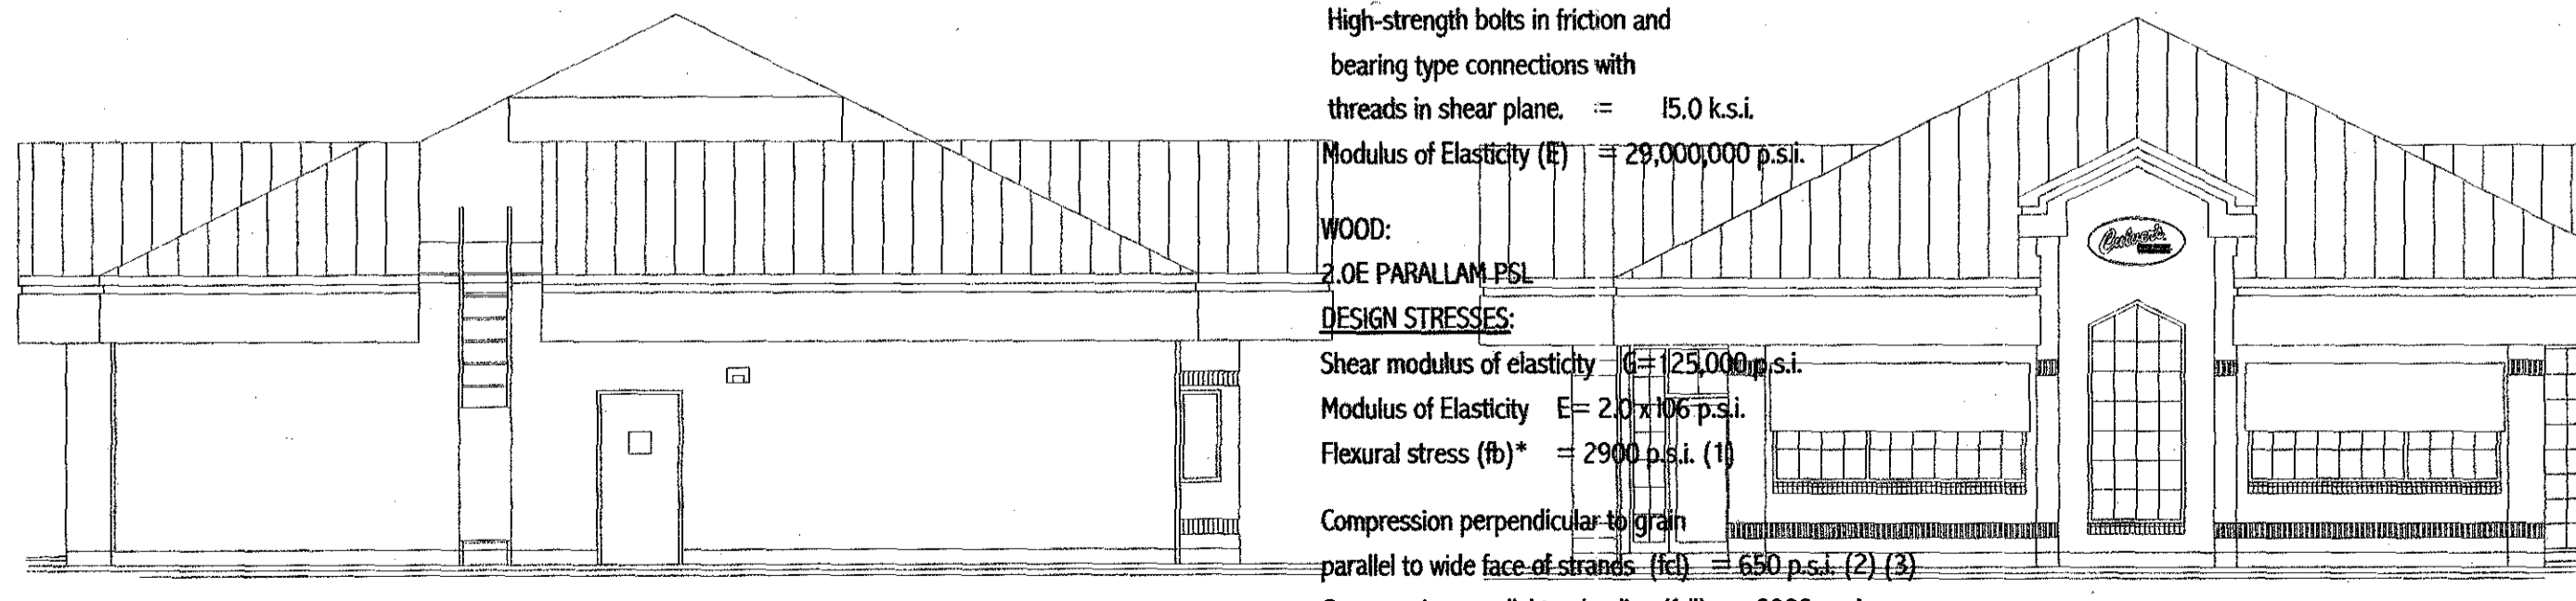 High-strength bolts in friction and
bearing type connections with
threads in shear plane. = 15.0 k.s.i.
Modulus of Elasticity (E) = 29,000,000 p.s.i.
WOOD:
2.0E PARALLAM PSL
DESIGN STRESSES:
Shear modulus of elasticity G=125,000 p.s.i.
Modulus of Elasticity E= 2.0 x 106 p.s.i.
Flexural stress (fb)* = 2900 p.s.i. (1)
Compression perpendicular to grain
parallel to wide face of strands (fcl) = 650 p.s.i. (2) (3)
Culver's